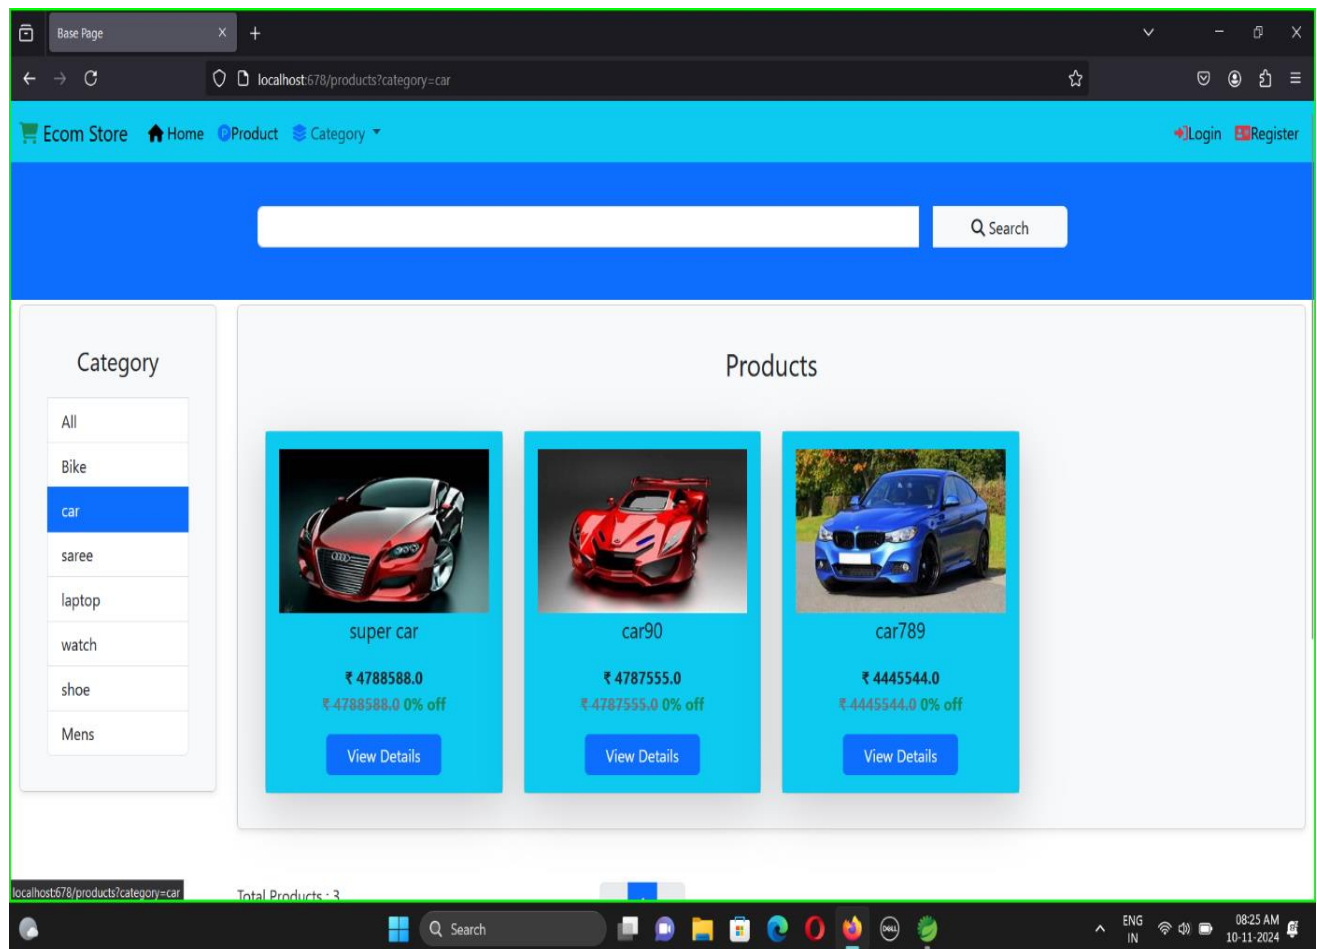 Base Page
localhost:678/products?category=car
Ecom Store Home Product Category Login Register
Search
Category
All
Bike
car
saree
laptop
watch
shoe
Mens
Products
super car
₹ 4788588.0
₹ 4788588.0 0% off
View Details
car90
₹ 4787555.0
₹ 4787555.0 0% off
View Details
car789
₹ 4445544.0
₹ 4445544.0 0% off
View Details
Total Products : 3
localhost:678/products?category=car
Search
DELL
ENG
IN
08:25 AM
10-11-2024